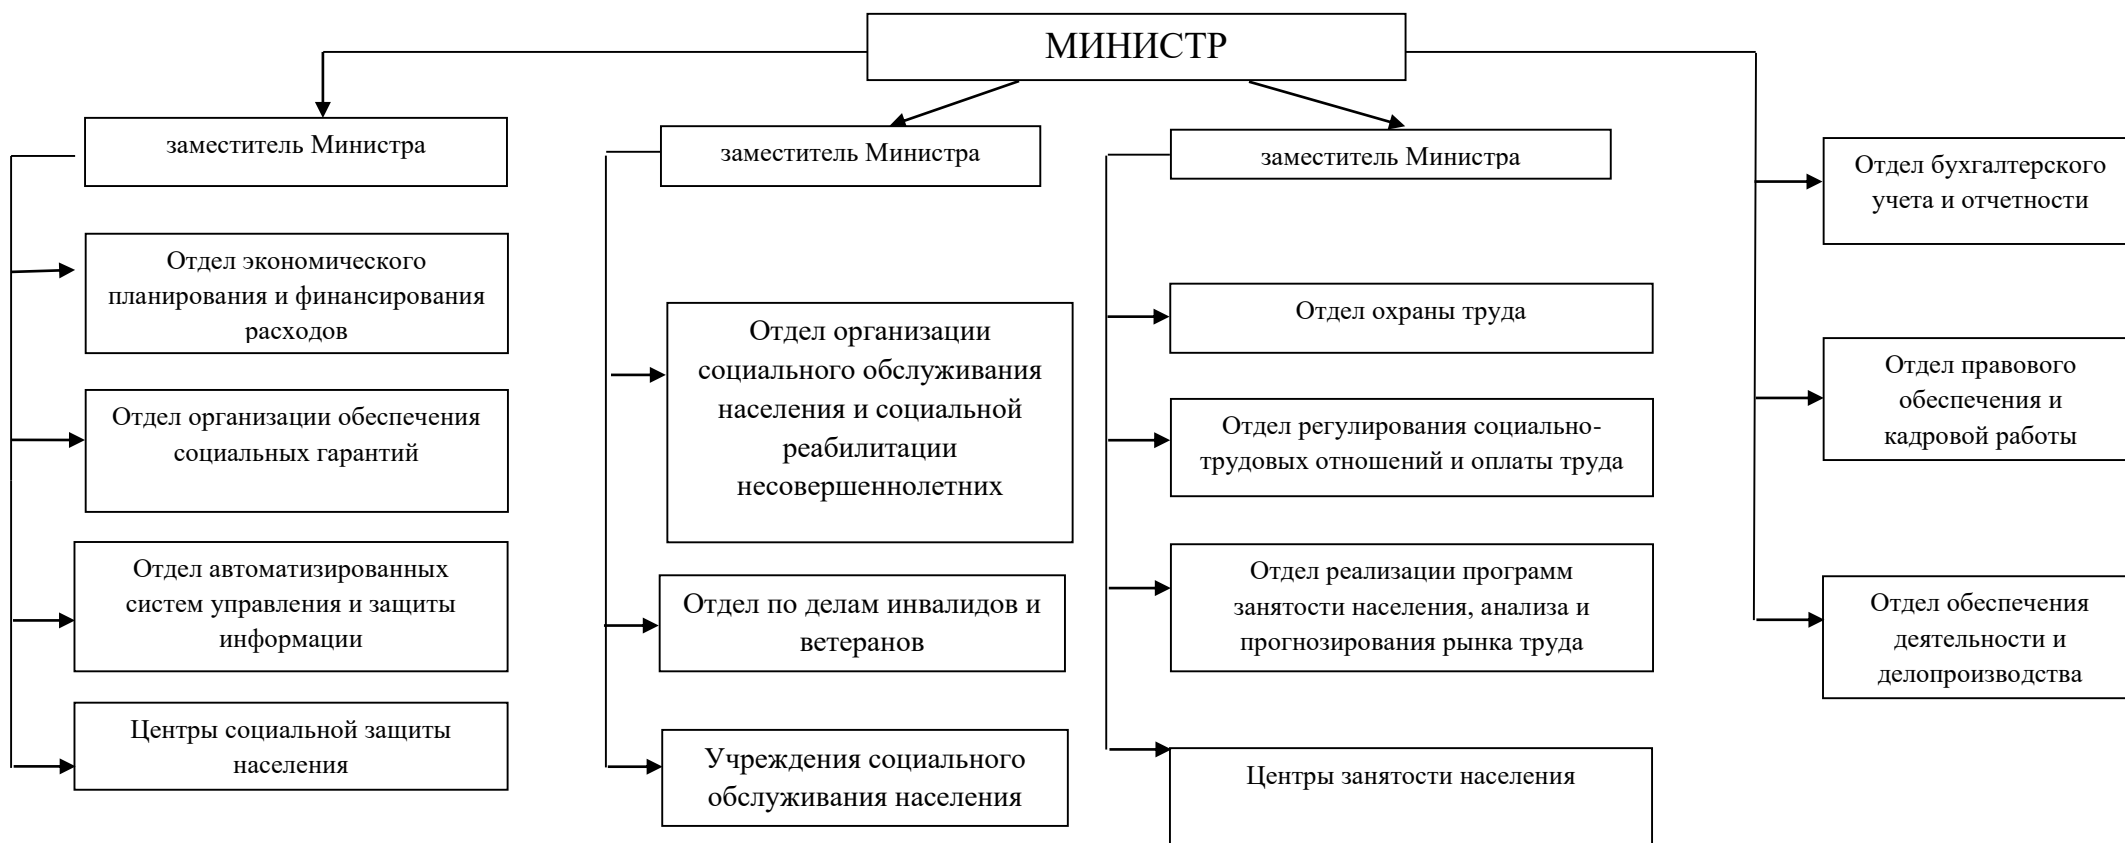 МИНИСТР
заместитель Министра
Отдел экономического
планирования и финансирования
расходов
Отдел организации обеспечения
социальных гарантий
Отдел автоматизированных
систем управления и защиты
информации
Центры социальной защиты
населения
заместитель Министра
Отдел организации
социального обслуживания
населения и социальной
реабилитации
несовершеннолетних
Отдел по делам инвалидов и
ветеранов
Учреждения социального
обслуживания населения
заместитель Министра
Отдел охраны труда
Отдел регулирования социально-
трудовых отношений и оплаты труда
Отдел реализации программ
занятости населения, анализа и
прогнозирования рынка труда
Центры занятости населения
Отдел бухгалтерского
учета и отчетности
Отдел правового
обеспечения и
кадровой работы
Отдел обеспечения
деятельности и
делопроизводства